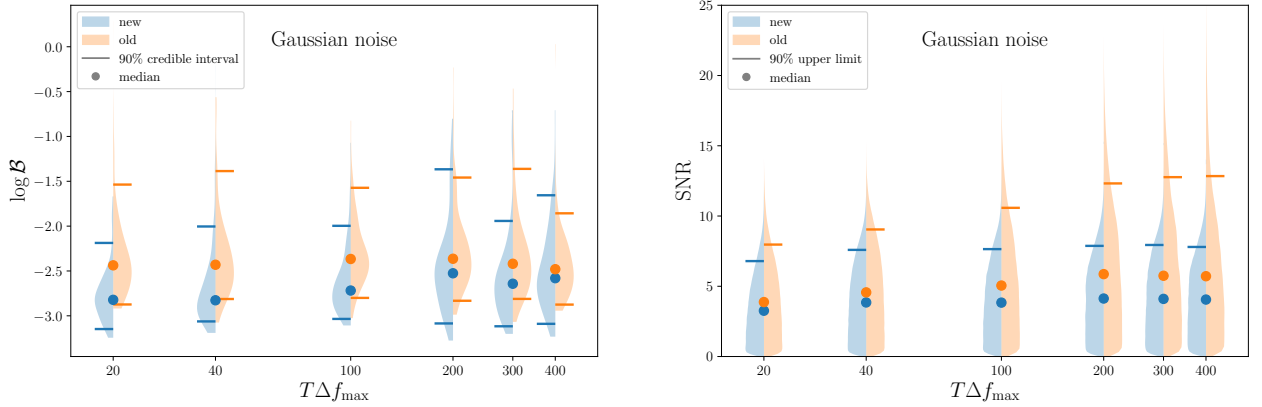 new
old
90% credible interval
median
Gaussian noise
0.0
−0.5
−1.0
−1.5
−2.0
−2.5
−3.0
log 𝓑
20
40
100
200
300
400
TΔf_max
new
old
90% upper limit
median
Gaussian noise
25
20
15
10
5
0
SNR
20
40
100
200
300
400
TΔf_max